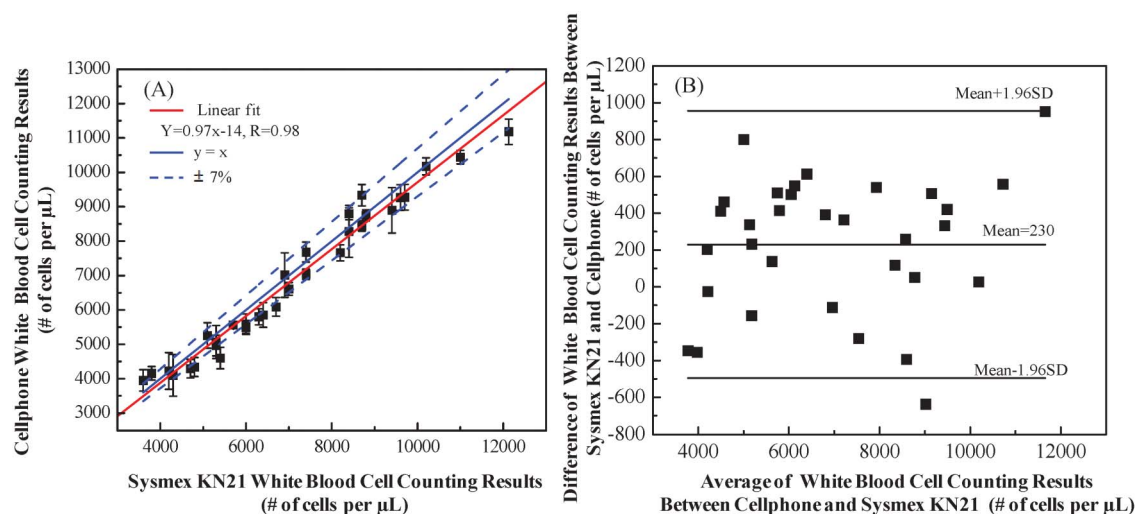 Cellphone White Blood Cell Counting Results
(# of cells per µL)
13000
12000
11000
10000
9000
8000
7000
6000
5000
4000
3000
(A)
Linear fit
Y=0.97x-14, R=0.98
y = x
± 7%
4000 6000 8000 10000 12000
Sysmex KN21 White Blood Cell Counting Results
(# of cells per µL)
Difference of White Blood Cell Counting Results Between
Sysmex KN21 and Cellphone (# of cells per µL)
1200
1000
800
600
400
200
0
-200
-400
-600
-800
(B)
Mean+1.96SD
Mean=230
Mean-1.96SD
4000 6000 8000 10000 12000
Average of White Blood Cell Counting Results
Between Cellphone and Sysmex KN21 (# of cells per µL)